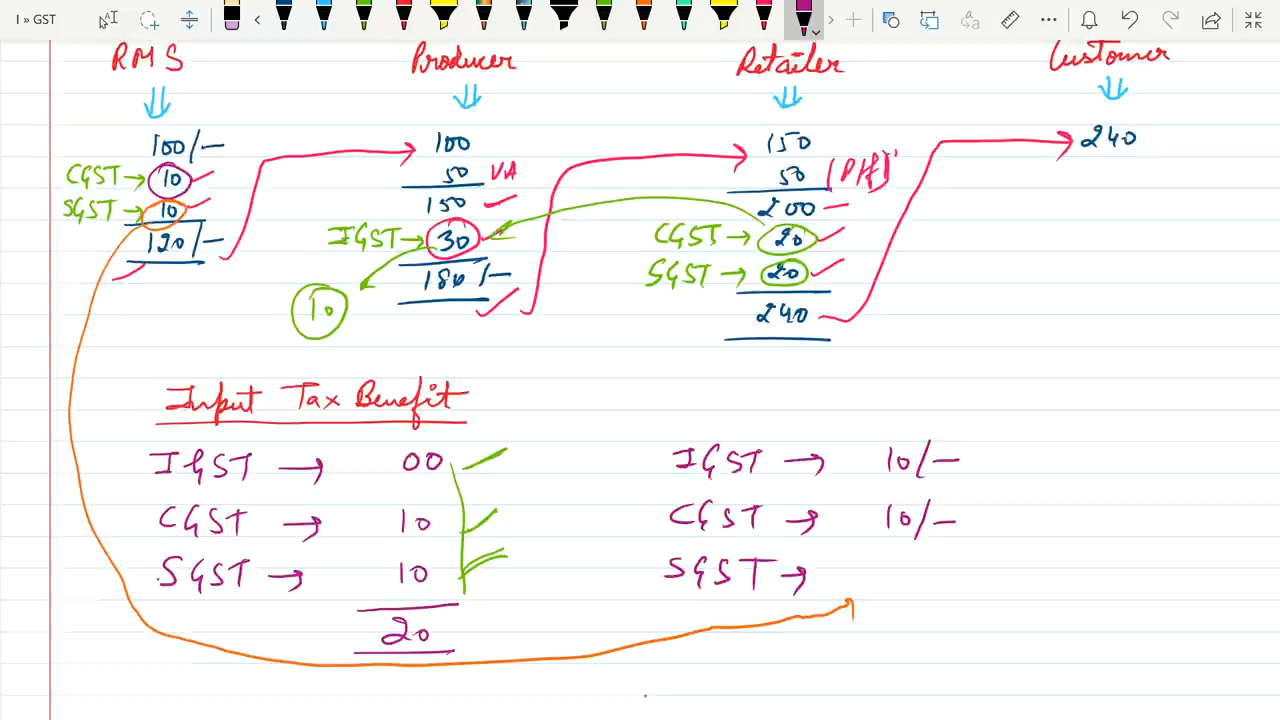 I » GST
RMS Producer Retailer Customer
100/- 100 150 240
CGST → 10 50 VA 50 (Pft)
SGST → 10 150 200
120/- IGST → 30 CGST → 20
10 180/- SGST → 20
240
Input Tax Benefit
IGST → 00 IGST → 10/-
CGST → 10 CGST → 10/-
SGST → 10 SGST →
20